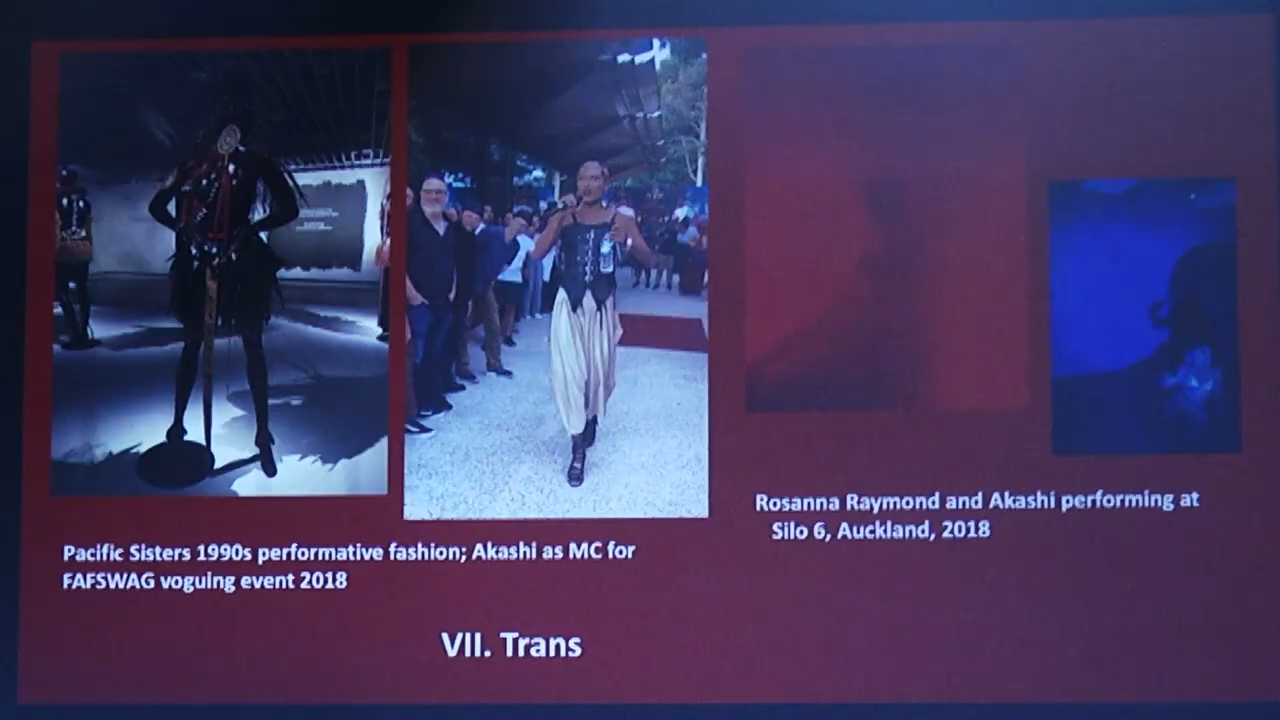 Pacific Sisters 1990s performative fashion; Akashi as MC for
FAFSWAG voguing event 2018
Rosanna Raymond and Akashi performing at
Silo 6, Auckland, 2018
VII. Trans